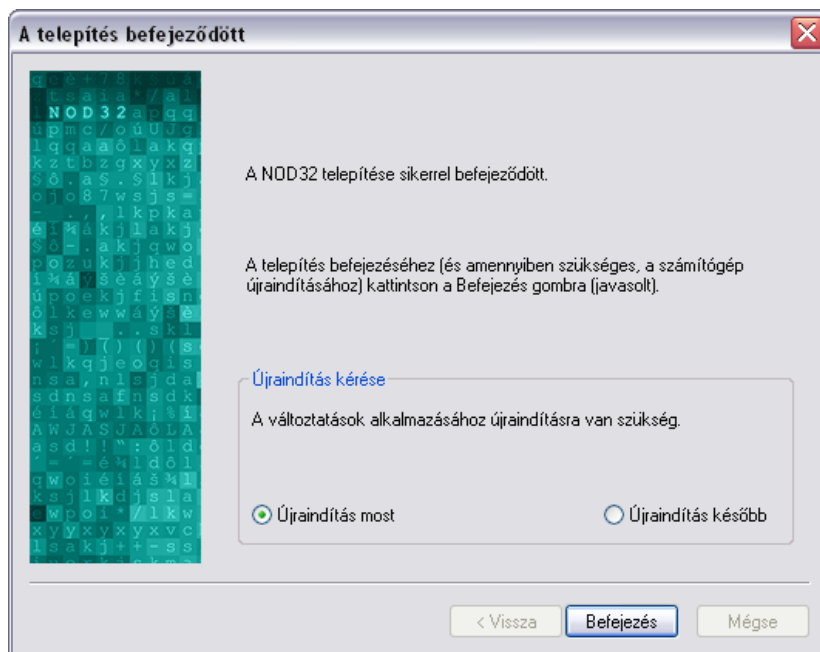 A telepítés befejeződött
NOD32
A NOD32 telepítése sikerrel befejeződött.
A telepítés befejezéséhez (és amennyiben szükséges, a számítógép
újraindításához) kattintson a Befejezés gombra (javasolt).
Újraindítás kérése
A változtatások alkalmazásához újraindításra van szükség.
Újraindítás most
Újraindítás később
< Vissza
Befejezés
Mégse